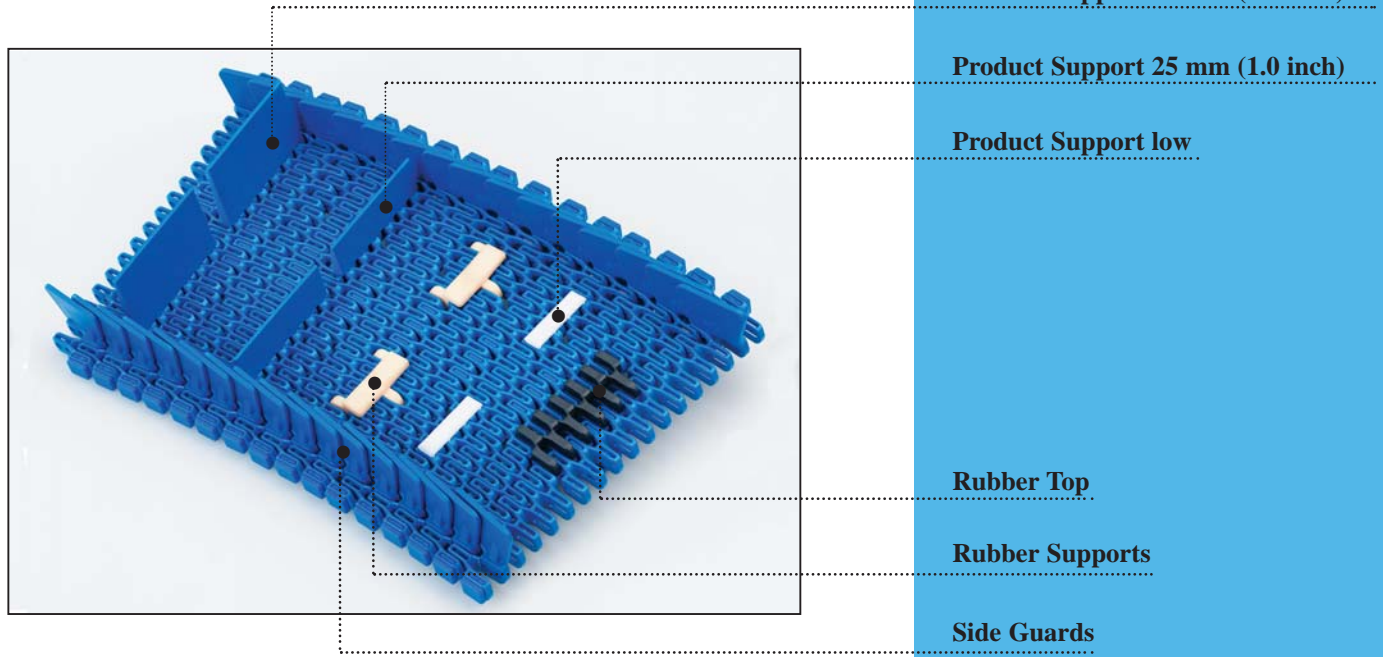 Product Support 25 mm (1.0 inch)
Product Support low
Rubber Top
Rubber Supports
Side Guards